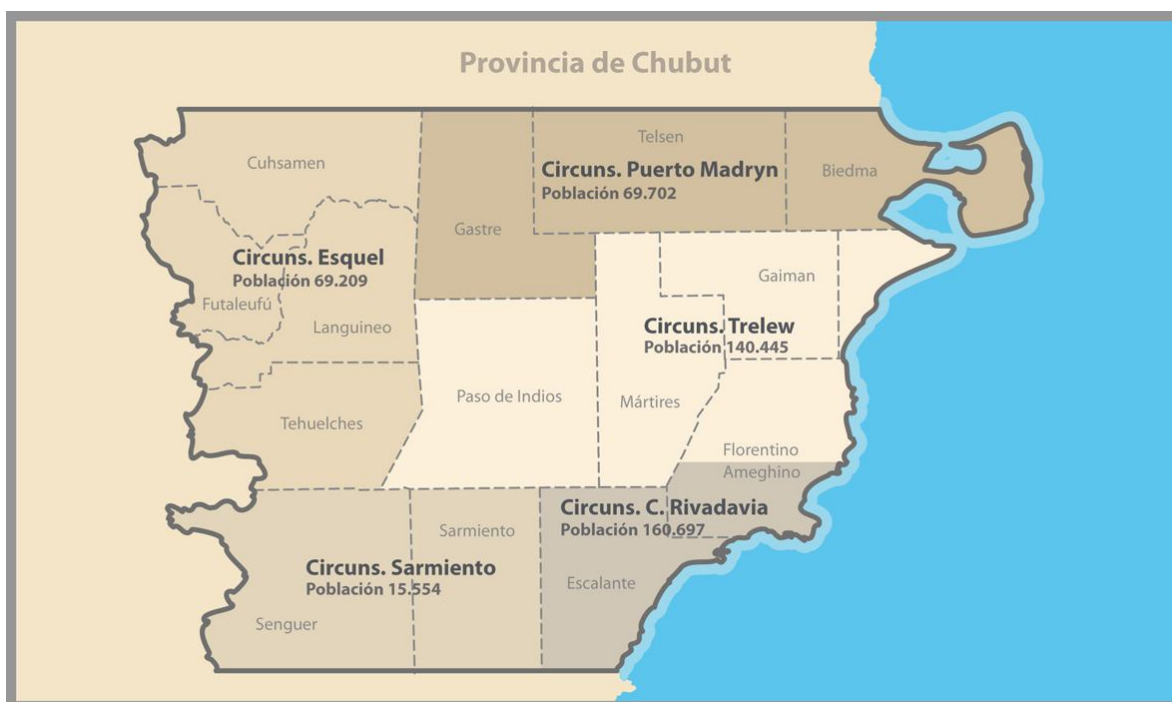 Provincia de Chubut
Telsen
Cuhsamen
Circuns. Puerto Madryn
Biedma
Población 69.702
Gastre
Circuns. Esquel
Población 69.209
Gaiman
Futaleufú
Languineo
Circuns. Trelew
Población 140.445
Paso de Indios
Mártires
Tehuelches
Florentino
Ameghino
Circuns. C. Rivadavia
Población 160.697
Sarmiento
Circuns. Sarmiento
Población 15.554
Escalante
Senguer